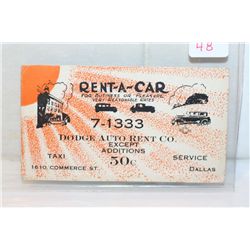 48
RENT-A-CAR
FOR BUSINESS OR PLEASURE
VERY REASONABLE RATES
7-1333
DODGE AUTO RENT CO.
EXCEPT
ADDITIONS
50c
TAXI SERVICE
1610 COMMERCE ST. DALLAS